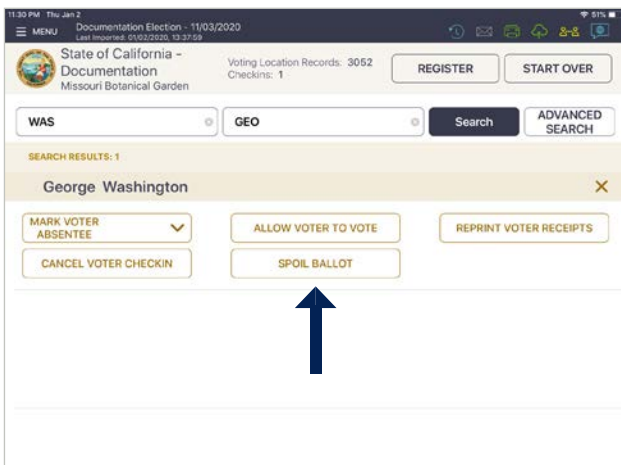 11:30 PM Thu Jan 2
51%
MENU
Documentation Election - 11/03/2020
Last Imported: 01/02/2020, 13:37:59
State of California -
Documentation
Missouri Botanical Garden
Voting Location Records: 3052
Checkins: 1
REGISTER
START OVER
WAS
GEO
Search
ADVANCED
SEARCH
SEARCH RESULTS: 1
George Washington
MARK VOTER
ABSENTEE
ALLOW VOTER TO VOTE
REPRINT VOTER RECEIPTS
CANCEL VOTER CHECKIN
SPOIL BALLOT